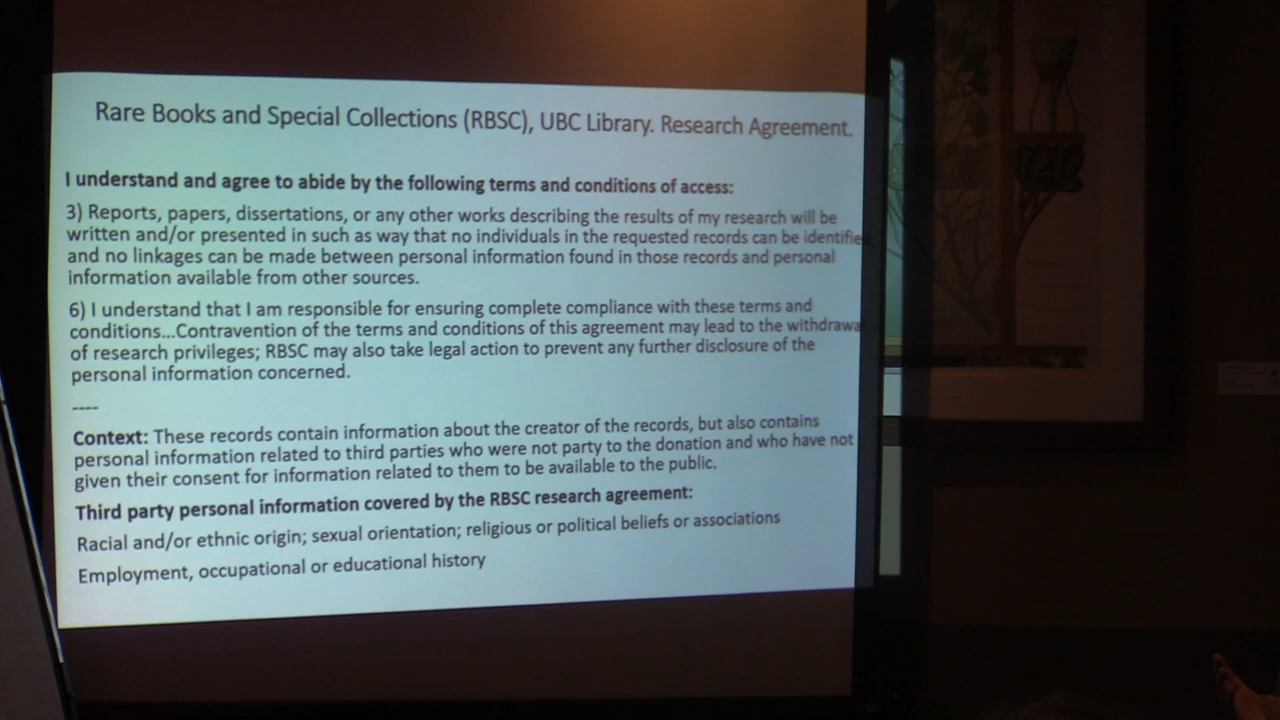 Rare Books and Special Collections (RBSC), UBC Library. Research Agreement.
I understand and agree to abide by the following terms and conditions of access:
3) Reports, papers, dissertations, or any other works describing the results of my research will be
written and/or presented in such as way that no individuals in the requested records can be identifie
and no linkages can be made between personal information found in those records and personal
information available from other sources.
6) I understand that I am responsible for ensuring complete compliance with these terms and
conditions...Contravention of the terms and conditions of this agreement may lead to the withdrawa
of research privileges; RBSC may also take legal action to prevent any further disclosure of the
personal information concerned.
----
Context: These records contain information about the creator of the records, but also contains
personal information related to third parties who were not party to the donation and who have not
given their consent for information related to them to be available to the public.
Third party personal information covered by the RBSC research agreement:
Racial and/or ethnic origin; sexual orientation; religious or political beliefs or associations
Employment, occupational or educational history